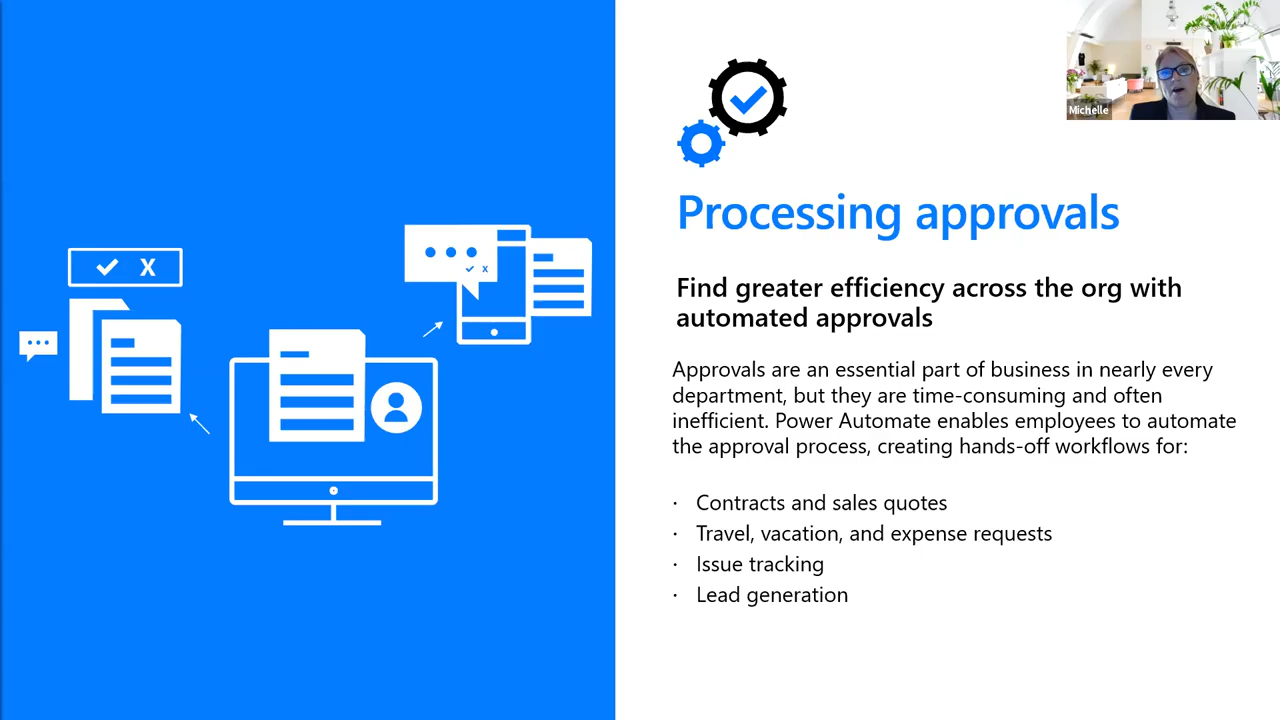 Michelle
Processing approvals
Find greater efficiency across the org with
automated approvals
Approvals are an essential part of business in nearly every
department, but they are time-consuming and often
inefficient. Power Automate enables employees to automate
the approval process, creating hands-off workflows for:
· Contracts and sales quotes
· Travel, vacation, and expense requests
· Issue tracking
· Lead generation